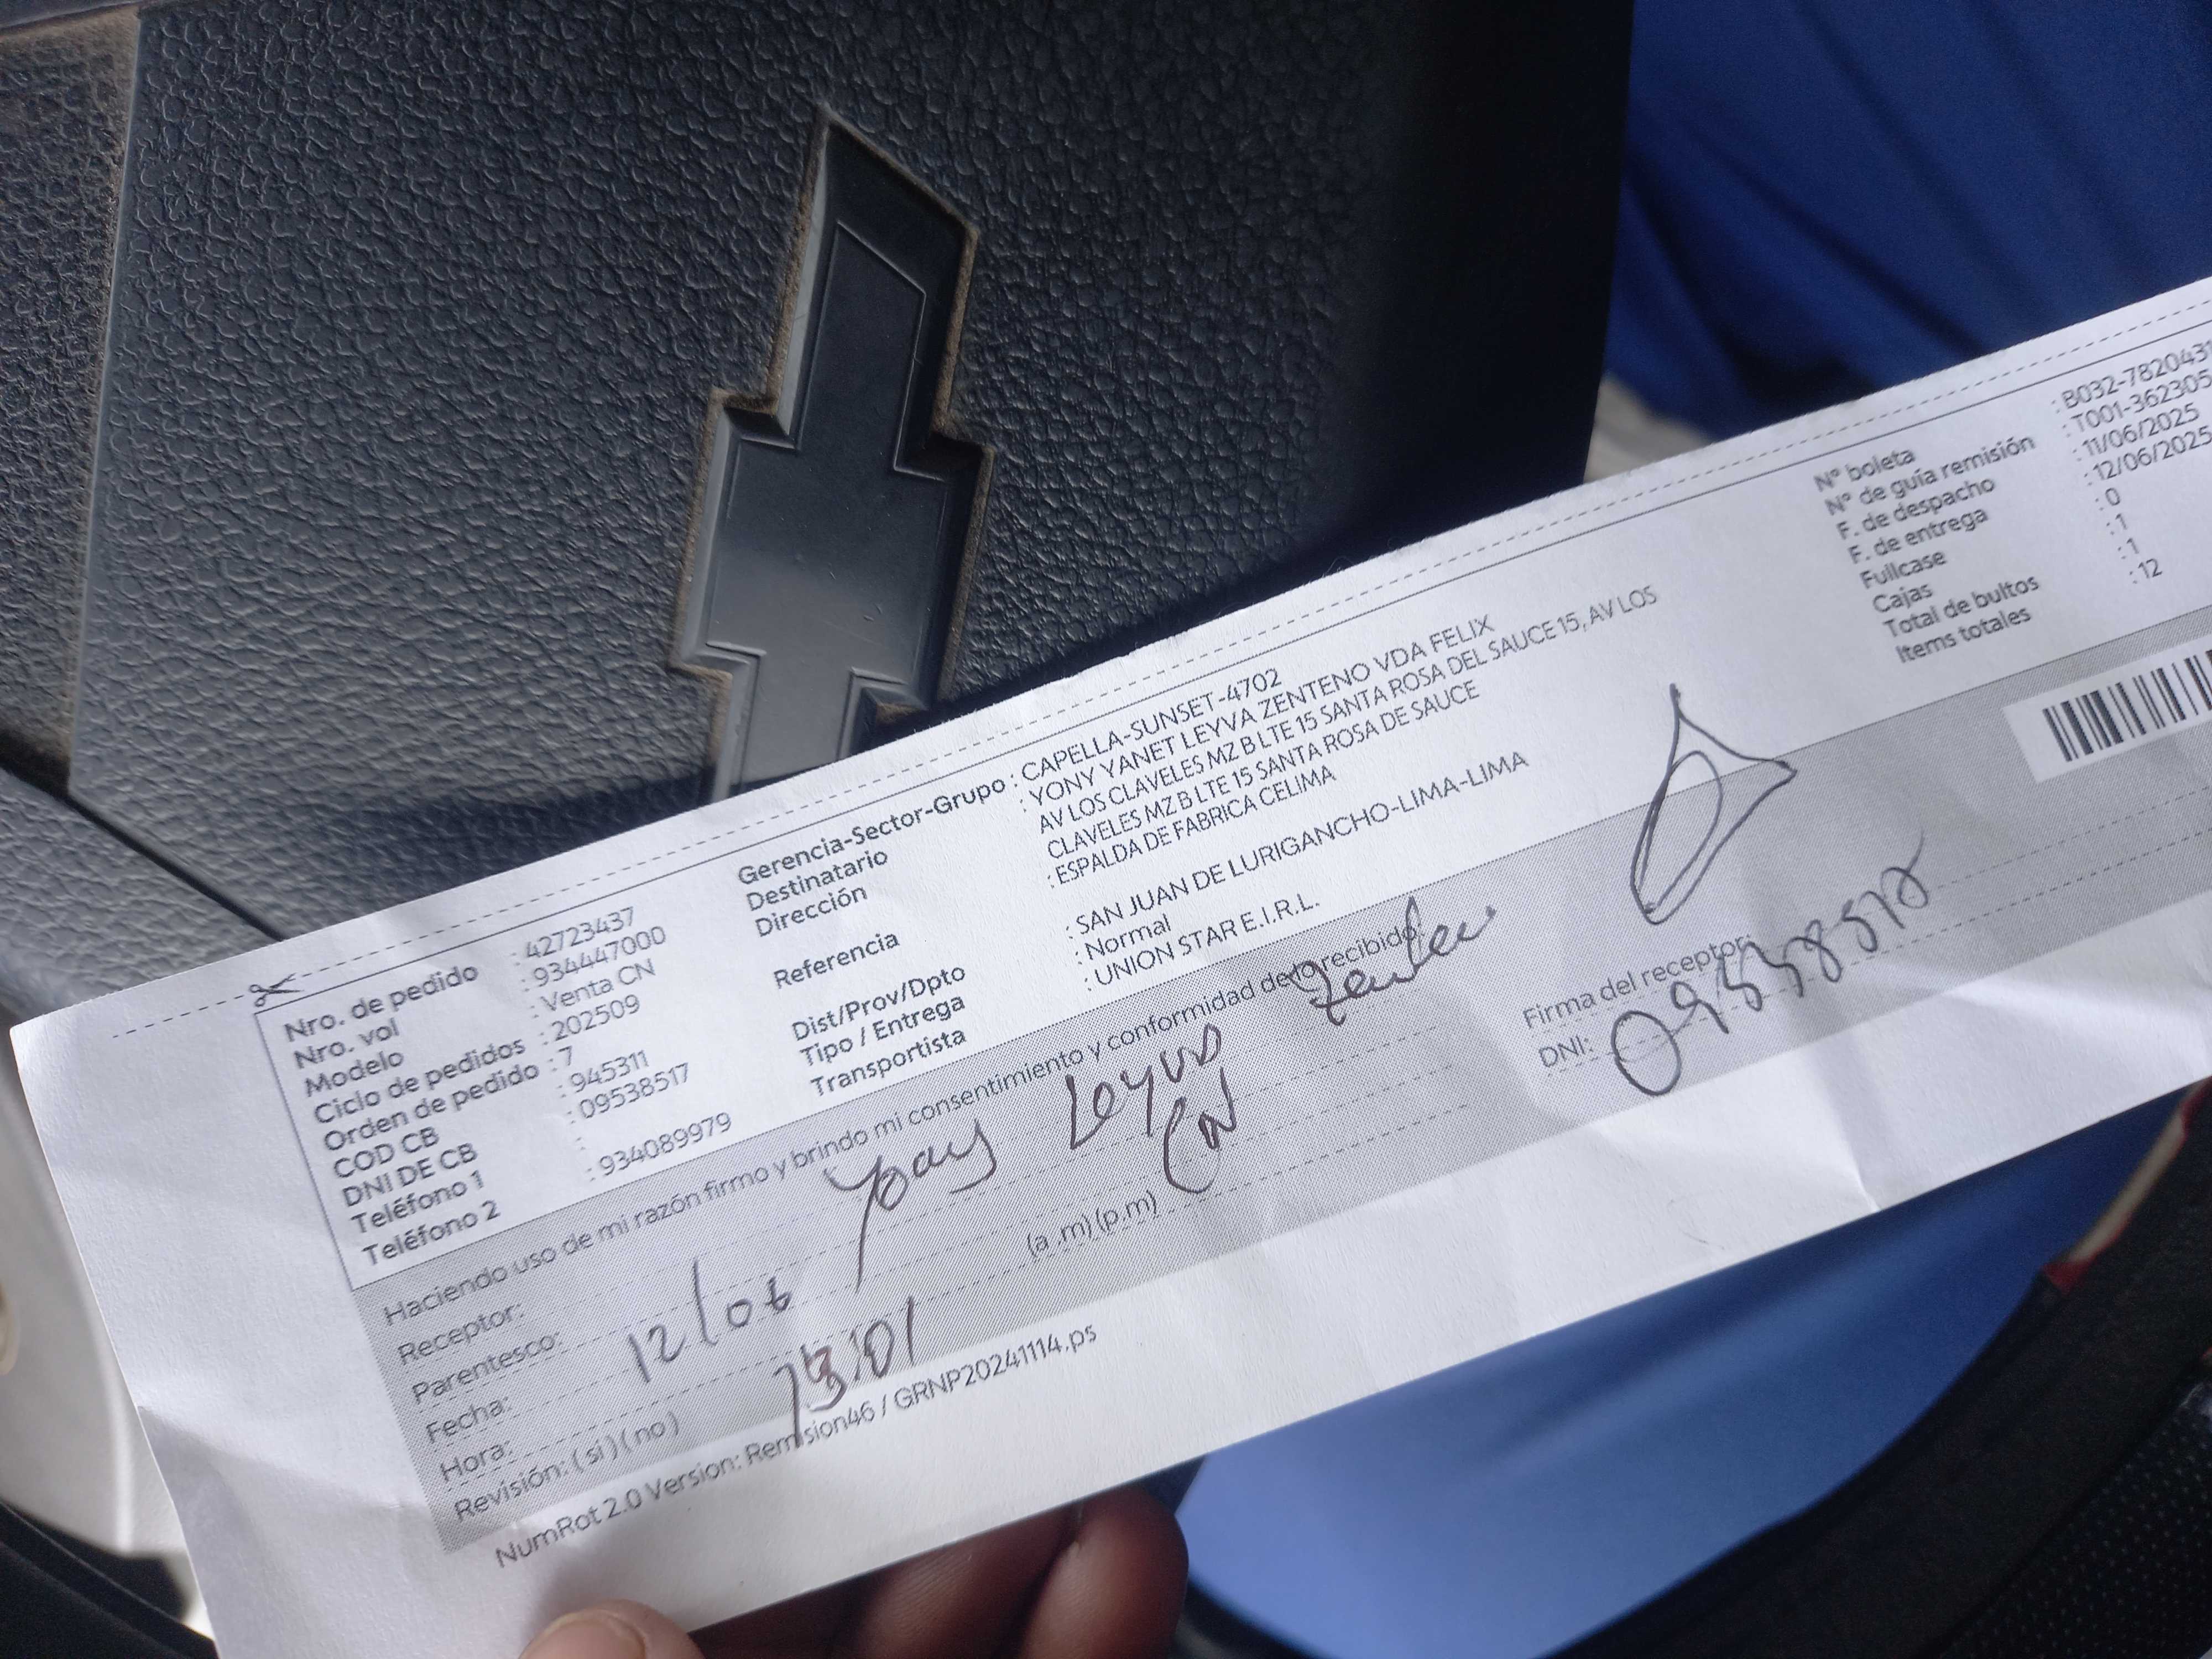 Nro. de pedido : 42723437
Nro. vol : 934447000
Modelo : Venta CN
Ciclo de pedidos : 202509
Orden de pedido : 7
COD CB : 945311
DNI DE CB : 09538517
Teléfono 1 :
Teléfono 2 : 934089979
Gerencia-Sector-Grupo : CAPELLA-SUNSET-4702
Destinatario : YONY YANET LEYVA ZENTENO VDA FELIX
Dirección : AV LOS CLAVELES MZ B LTE 15 SANTA ROSA DEL SAUCE 15, AV LOS
CLAVELES MZ B LTE 15 SANTA ROSA DE SAUCE
Referencia : ESPALDA DE FABRICA CELIMA
Dist/Prov/Dpto : SAN JUAN DE LURIGANCHO-LIMA-LIMA
Tipo / Entrega : Normal
Transportista : UNION STAR E.I.R.L.
N° boleta : B032-7820431
N° de guía remisión : T001-362305
F. de despacho : 11/06/2025
F. de entrega : 12/06/2025
Fullcase : 0
Cajas : 1
Total de bultos : 1
Items totales : 12
Haciendo uso de mi razón firmo y brindo mi consentimiento y conformidad de lo recibido:
Receptor: Leyva
Parentesco: CN
Fecha: 12/06
Hora: 13:01 (a .m) (p.m)
Revisión: ( si ) ( no )
Firma del receptor:
DNI:
NumRot 2.0 Version: Remision46 / GRNP20241114.ps